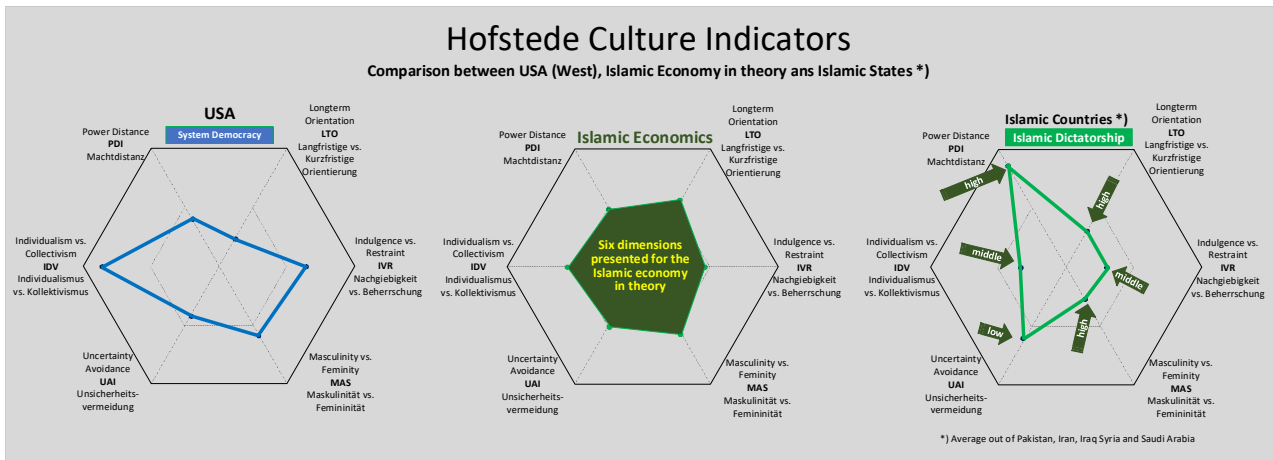 Hofstede Culture Indicators
Comparison between USA (West), Islamic Economy in theory ans Islamic States *)
USA
System Democracy
Power Distance
PDI
Machtdistanz
Longterm
Orientation
LTO
Langfristige vs.
Kurzfristige
Orientierung
Individualism vs.
Collectivism
IDV
Individualismus
vs. Kollektivismus
Indulgence vs.
Restraint
IVR
Nachgiebigkeit
vs. Beherrschung
Uncertainty
Avoidance
UAI
Unsicherheits-
vermeidung
Masculinity vs.
Feminity
MAS
Maskulinität vs.
Femininität
Islamic Economics
Power Distance
PDI
Machtdistanz
Longterm
Orientation
LTO
Langfristige vs.
Kurzfristige
Orientierung
Individualism vs.
Collectivism
IDV
Individualismus
vs. Kollektivismus
Six dimensions
presented for the
Islamic economy
in theory
Indulgence vs.
Restraint
IVR
Nachgiebigkeit
vs. Beherrschung
Uncertainty
Avoidance
UAI
Unsicherheits-
vermeidung
Masculinity vs.
Feminity
MAS
Maskulinität vs.
Femininität
Islamic Countries *)
Islamic Dictatorship
Power Distance
PDI
Machtdistanz
Longterm
Orientation
LTO
Langfristige vs.
Kurzfristige
Orientierung
high
high
Individualism vs.
Collectivism
IDV
Individualismus
vs. Kollektivismus
middle
middle
Indulgence vs.
Restraint
IVR
Nachgiebigkeit
vs. Beherrschung
low
high
Uncertainty
Avoidance
UAI
Unsicherheits-
vermeidung
Masculinity vs.
Feminity
MAS
Maskulinität vs.
Femininität
*) Average out of Pakistan, Iran, Iraq Syria and Saudi Arabia